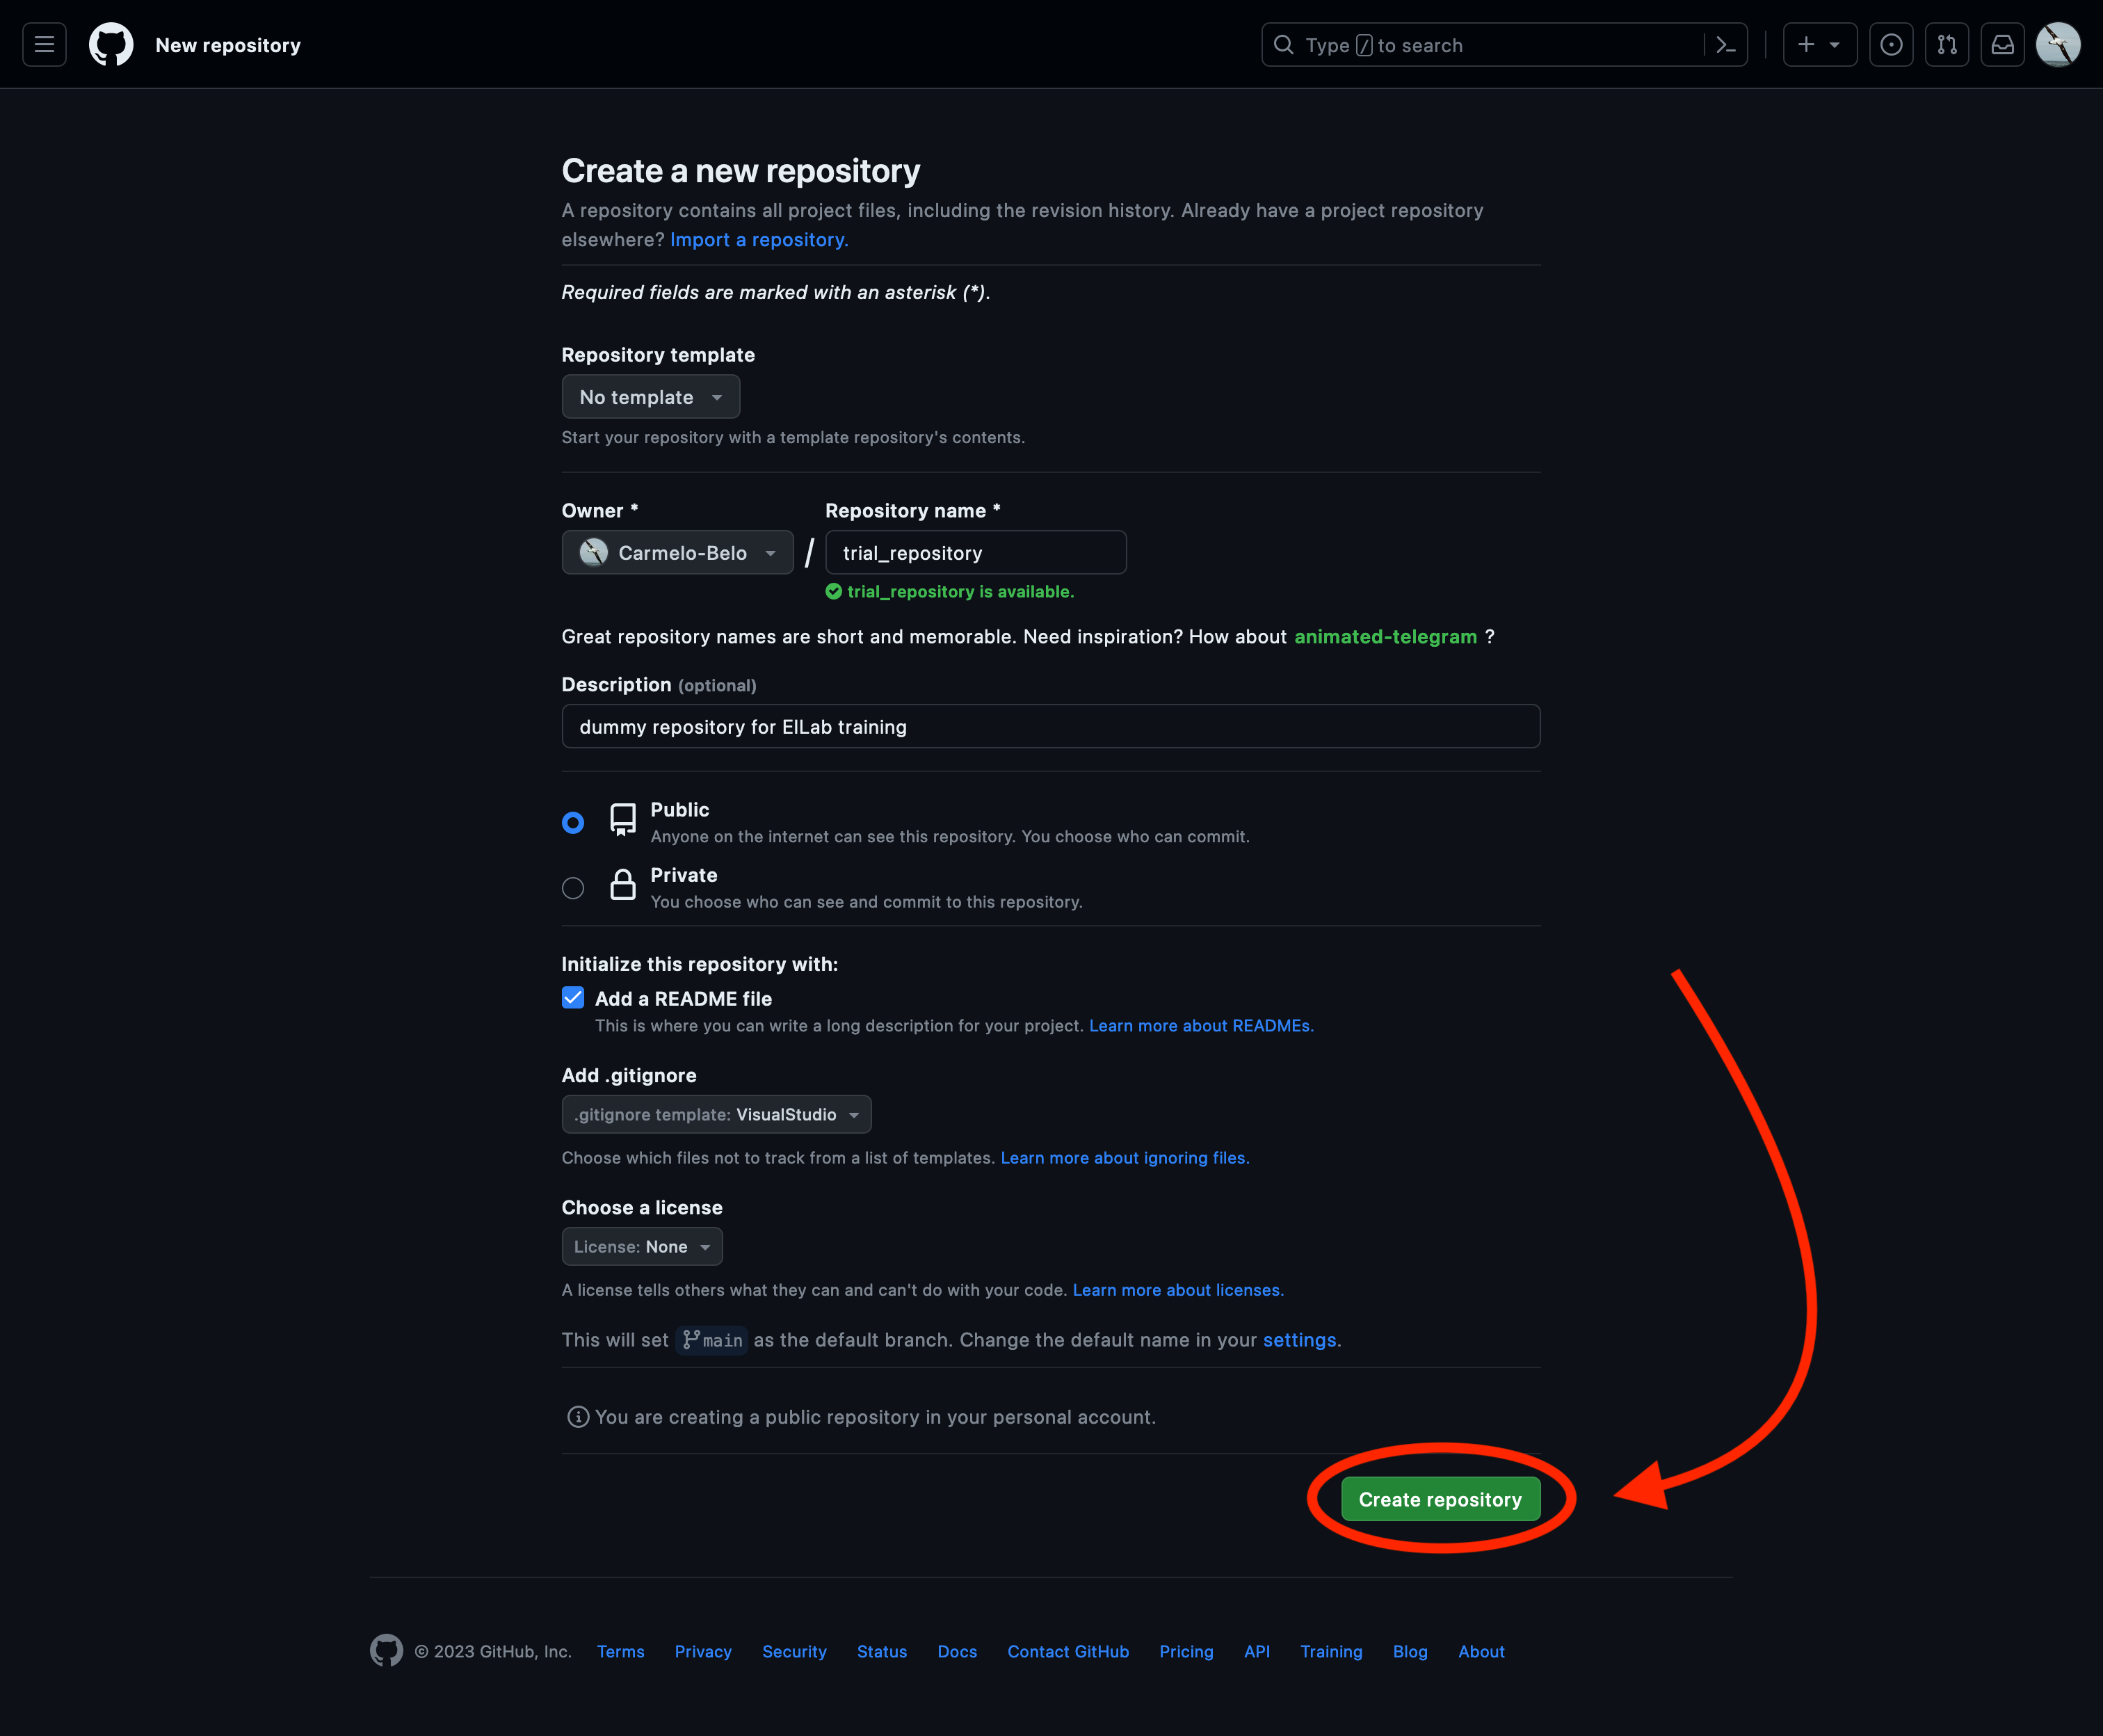 New repository
Type / to search
Create a new repository
A repository contains all project files, including the revision history. Already have a project repository
elsewhere? Import a repository.
Required fields are marked with an asterisk (*).
Repository template
No template
Start your repository with a template repository's contents.
Owner * Repository name *
Carmelo-Belo / trial_repository
trial_repository is available.
Great repository names are short and memorable. Need inspiration? How about animated-telegram ?
Description (optional)
dummy repository for EILab training
Public
Anyone on the internet can see this repository. You choose who can commit.
Private
You choose who can see and commit to this repository.
Initialize this repository with:
Add a README file
This is where you can write a long description for your project. Learn more about READMEs.
Add .gitignore
.gitignore template: VisualStudio
Choose which files not to track from a list of templates. Learn more about ignoring files.
Choose a license
License: None
A license tells others what they can and can't do with your code. Learn more about licenses.
This will set main as the default branch. Change the default name in your settings.
You are creating a public repository in your personal account.
Create repository
© 2023 GitHub, Inc. Terms Privacy Security Status Docs Contact GitHub Pricing API Training Blog About